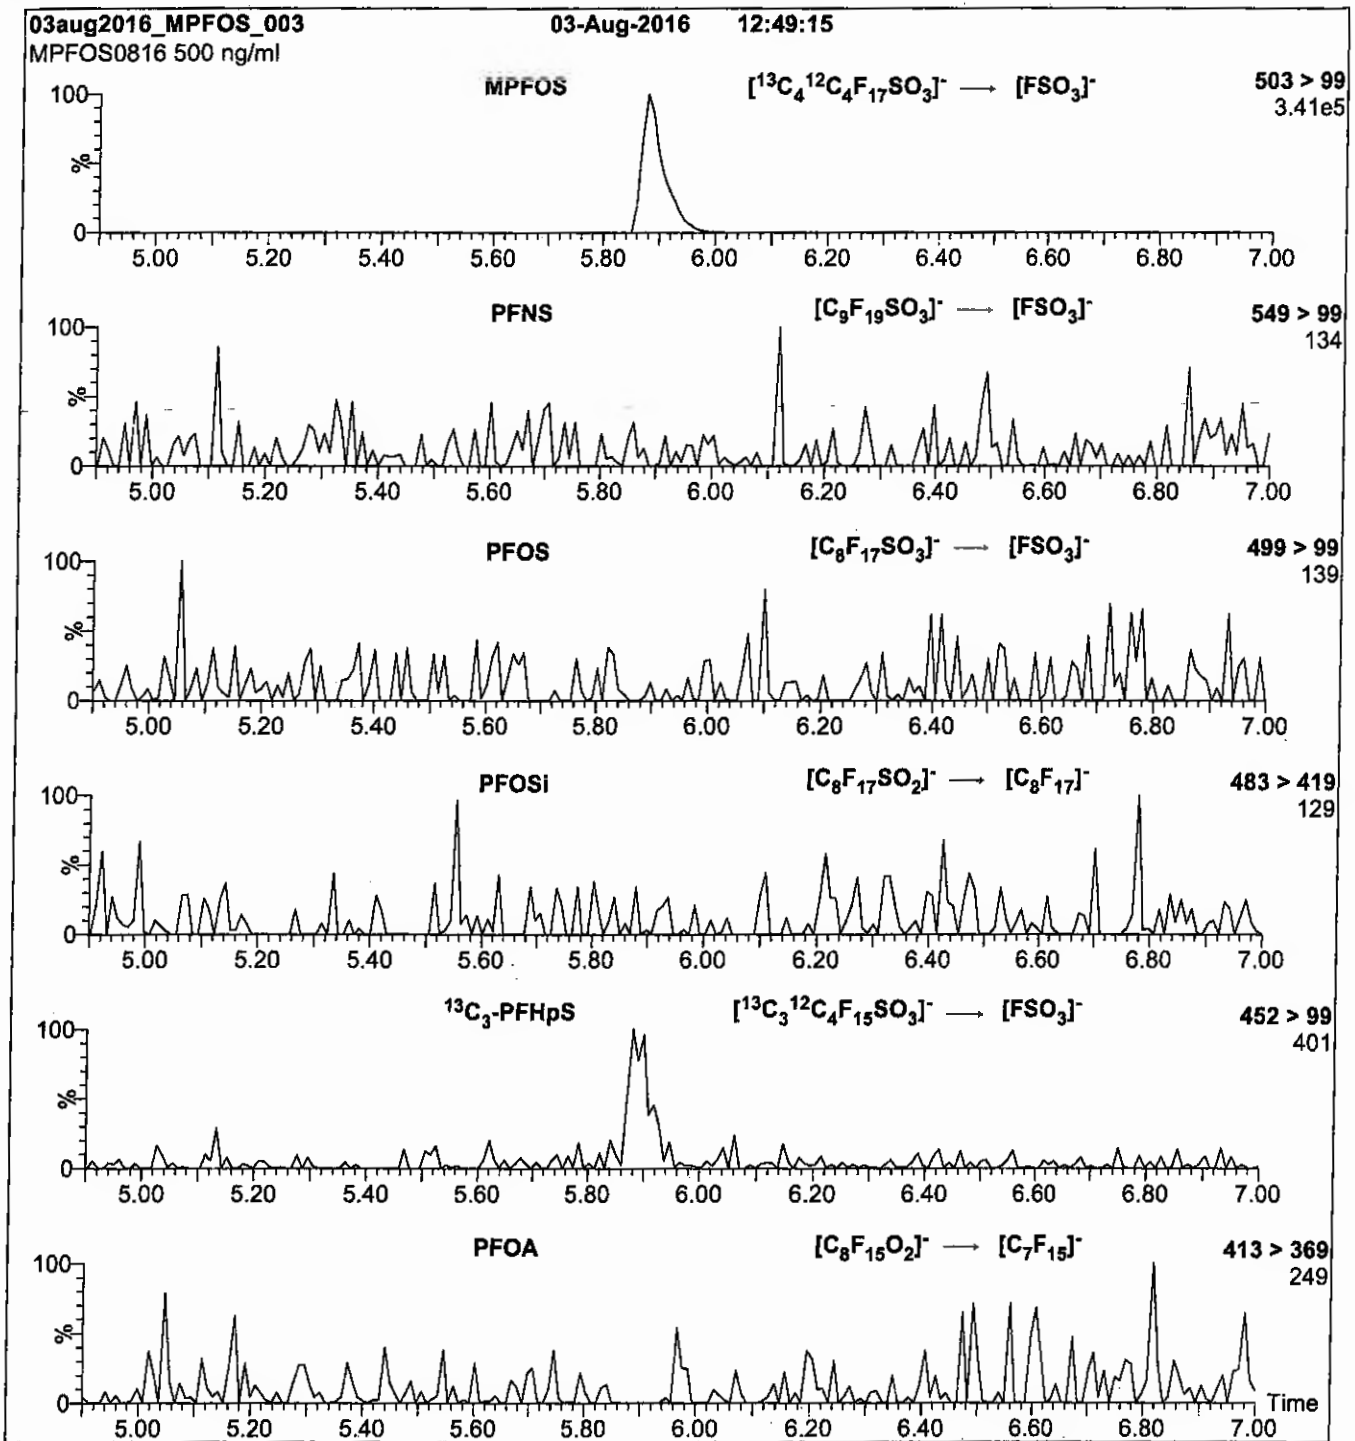 03aug2016_MPFOS_003 03-Aug-2016 12:49:15
MPFOS0816 500 ng/ml
MPFOS [¹³C₄¹²C₄F₁₇SO₃]⁻ → [FSO₃]⁻ 503 > 99
3.41e5
100
%
0
5.00 5.20 5.40 5.60 5.80 6.00 6.20 6.40 6.60 6.80 7.00
PFNS [C₉F₁₉SO₃]⁻ → [FSO₃]⁻ 549 > 99
134
100
%
0
5.00 5.20 5.40 5.60 5.80 6.00 6.20 6.40 6.60 6.80 7.00
PFOS [C₈F₁₇SO₃]⁻ → [FSO₃]⁻ 499 > 99
139
100
%
0
5.00 5.20 5.40 5.60 5.80 6.00 6.20 6.40 6.60 6.80 7.00
PFOSi [C₈F₁₇SO₂]⁻ → [C₈F₁₇]⁻ 483 > 419
129
100
%
0
5.00 5.20 5.40 5.60 5.80 6.00 6.20 6.40 6.60 6.80 7.00
¹³C₃-PFHpS [¹³C₃¹²C₄F₁₅SO₃]⁻ → [FSO₃]⁻ 452 > 99
401
100
%
0
5.00 5.20 5.40 5.60 5.80 6.00 6.20 6.40 6.60 6.80 7.00
PFOA [C₈F₁₅O₂]⁻ → [C₇F₁₅]⁻ 413 > 369
249
100
%
0
Time
5.00 5.20 5.40 5.60 5.80 6.00 6.20 6.40 6.60 6.80 7.00